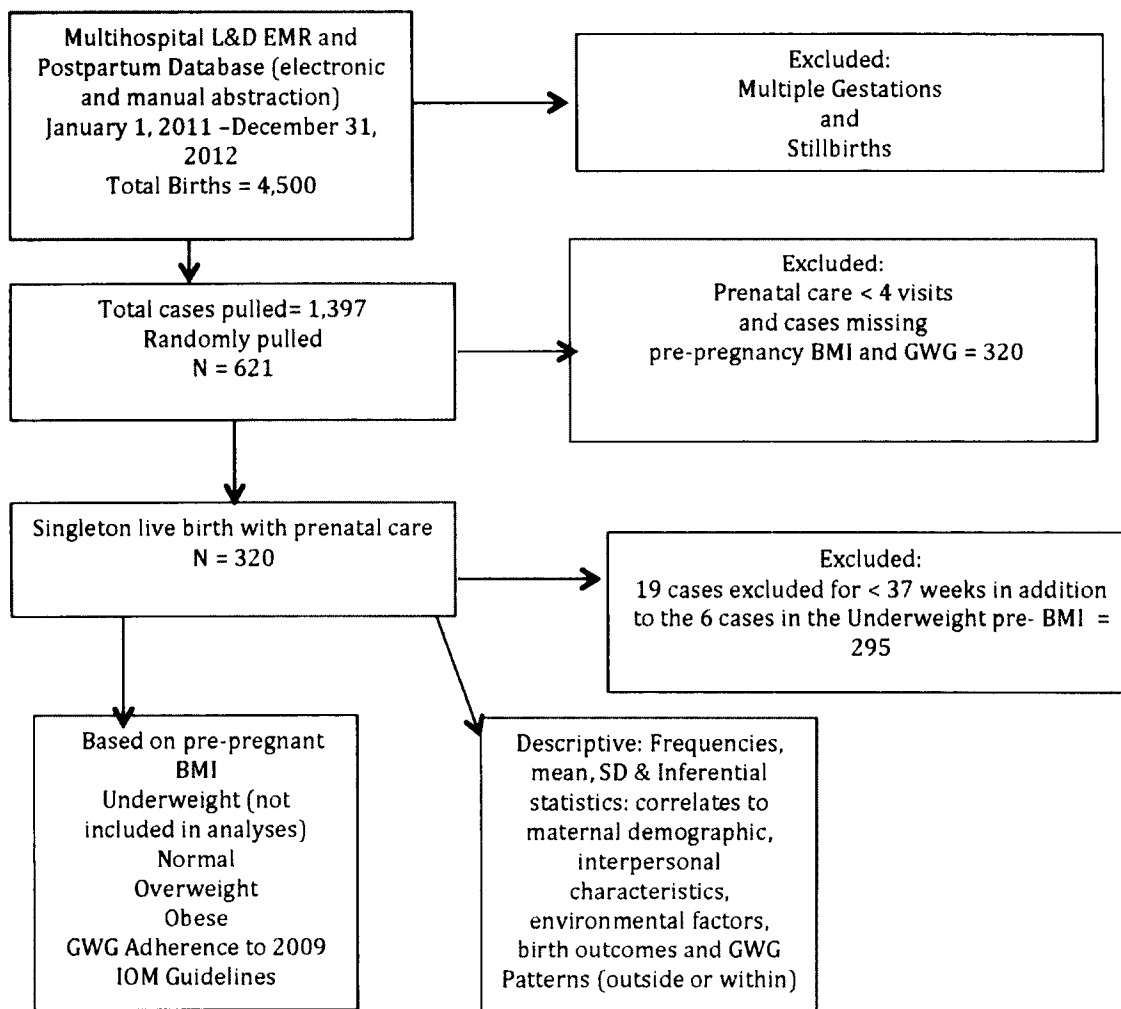 Multihospital L&D EMR and
Postpartum Database (electronic
and manual abstraction)
January 1, 2011 –December 31,
2012
Total Births = 4,500
Excluded:
Multiple Gestations
and
Stillbirths
Total cases pulled= 1,397
Randomly pulled
N = 621
Excluded:
Prenatal care < 4 visits
and cases missing
pre-pregnancy BMI and GWG = 320
Singleton live birth with prenatal care
N = 320
Excluded:
19 cases excluded for < 37 weeks in addition
to the 6 cases in the Underweight pre- BMI =
295
Based on pre-pregnant
BMI
Underweight (not
included in analyses)
Normal
Overweight
Obese
GWG Adherence to 2009
IOM Guidelines
Descriptive: Frequencies,
mean, SD & Inferential
statistics: correlates to
maternal demographic,
interpersonal
characteristics,
environmental factors,
birth outcomes and GWG
Patterns (outside or within)